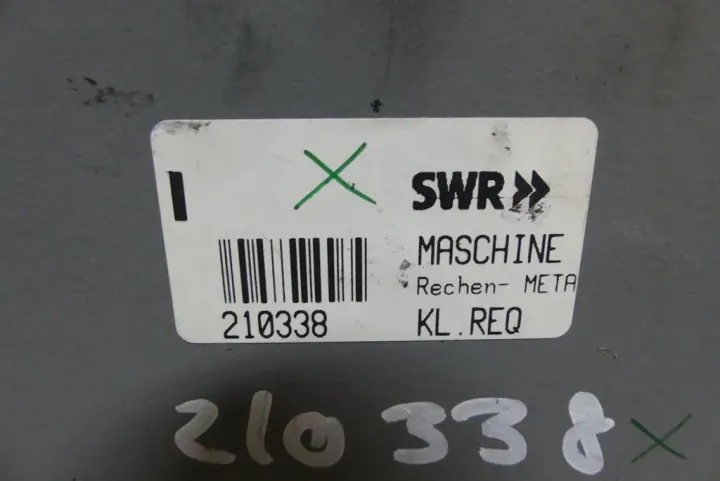 SWR
MASCHINE
Rechen- META
210338
KL.REQ
210338